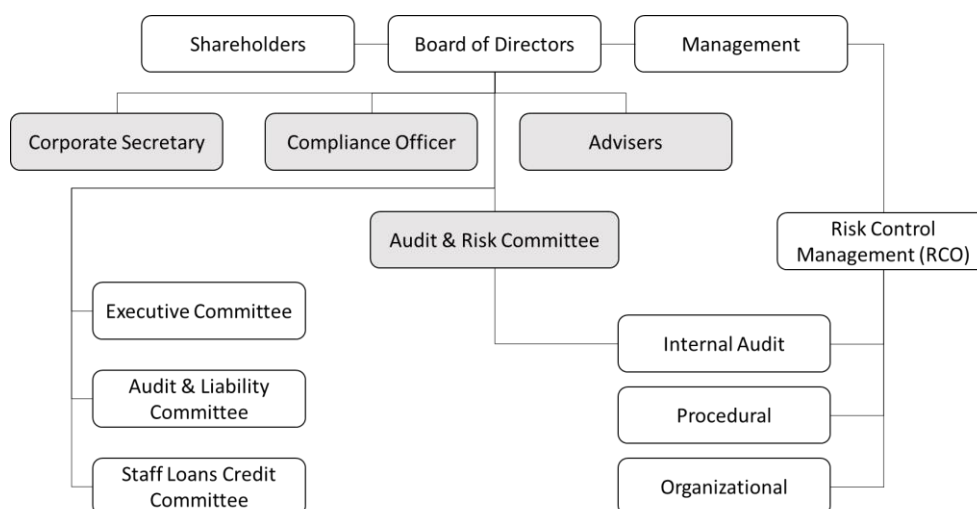 Shareholders
Board of Directors
Management
Corporate Secretary
Compliance Officer
Advisers
Audit & Risk Committee
Risk Control
Management (RCO)
Executive Committee
Internal Audit
Audit & Liability
Committee
Procedural
Staff Loans Credit
Committee
Organizational